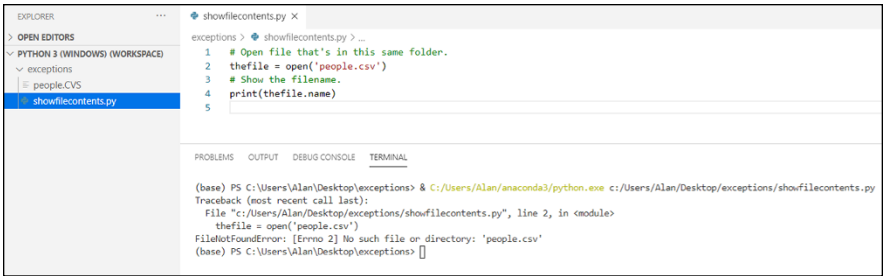 EXPLORER ...
OPEN EDITORS
PYTHON 3 (WINDOWS) (WORKSPACE)
exceptions
people.CVS
showfilecontents.py
showfilecontents.py ×
exceptions > showfilecontents.py > ...
1 # Open file that's in this same folder.
2 thefile = open('people.csv')
3 # Show the filename.
4 print(thefile.name)
5
PROBLEMS OUTPUT DEBUG CONSOLE TERMINAL
(base) PS C:\Users\Alan\Desktop\exceptions> & C:/Users/Alan/anaconda3/python.exe c:/Users/Alan/Desktop/exceptions/showfilecontents.py
Traceback (most recent call last):
File "c:/Users/Alan/Desktop/exceptions/showfilecontents.py", line 2, in <module>
thefile = open('people.csv')
FileNotFoundError: [Errno 2] No such file or directory: 'people.csv'
(base) PS C:\Users\Alan\Desktop\exceptions>